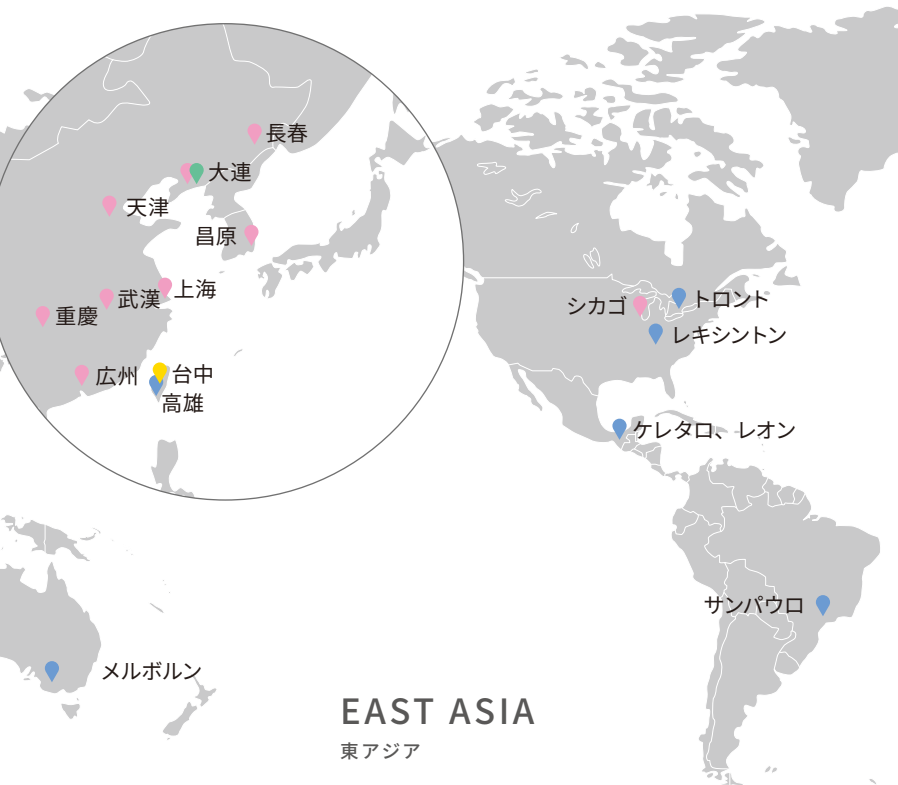 長春
大連
天津
昌原
上海
武漢
重慶
広州
台中
高雄
シカゴ
トロント
レキシントン
ケレタロ、レオン
サンパウロ
メルボルン
EAST ASIA
東アジア